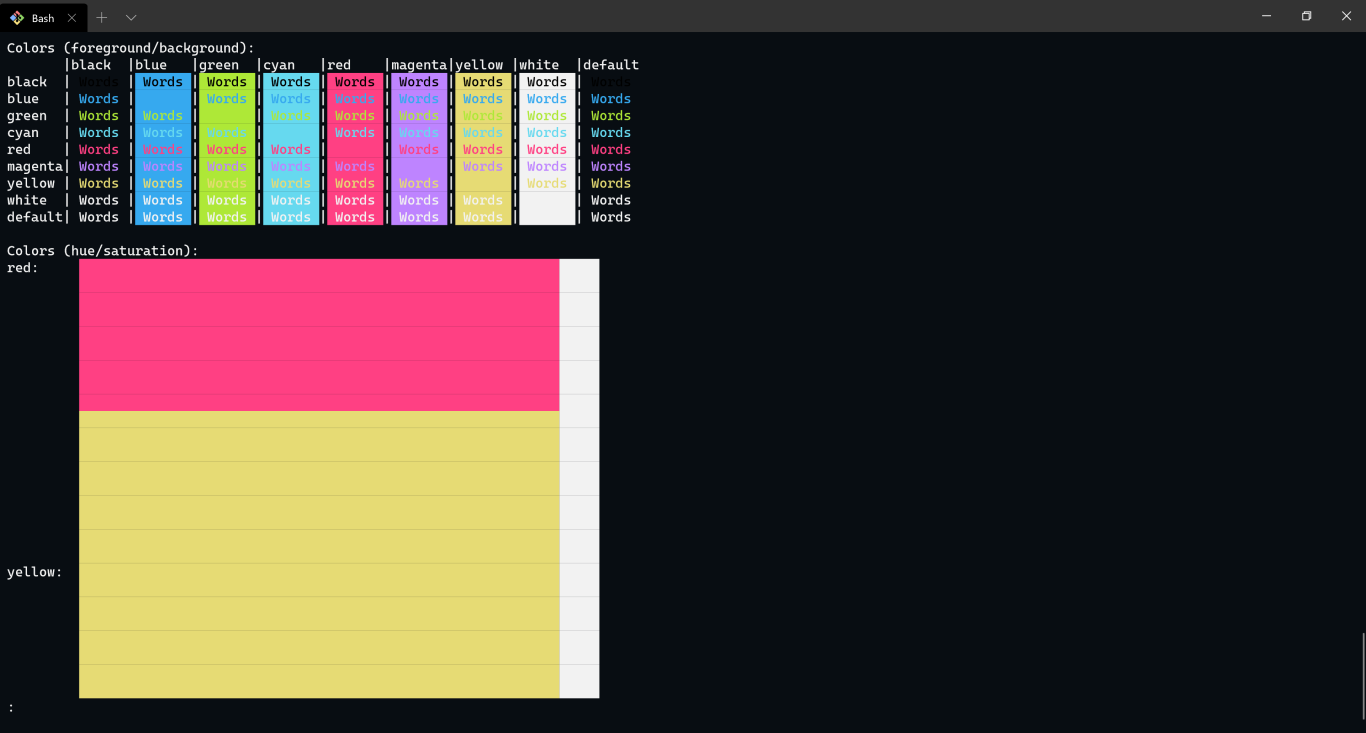 Bash
Colors (foreground/background):
|black |blue |green |cyan |red |magenta|yellow |white |default
black | Words | Words | Words | Words | Words | Words | Words | Words | Words
blue | Words | | Words | Words | Words | Words | Words | Words | Words
green | Words | Words | | Words | Words | Words | Words | Words | Words
cyan | Words | Words | Words | | Words | Words | Words | Words | Words
red | Words | Words | Words | Words | | Words | Words | Words | Words
magenta| Words | Words | Words | Words | Words | | Words | Words | Words
yellow | Words | Words | Words | Words | Words | Words | | Words | Words
white | Words | Words | Words | Words | Words | Words | Words | | Words
default| Words | Words | Words | Words | Words | Words | Words | | Words
Colors (hue/saturation):
red:
yellow:
: